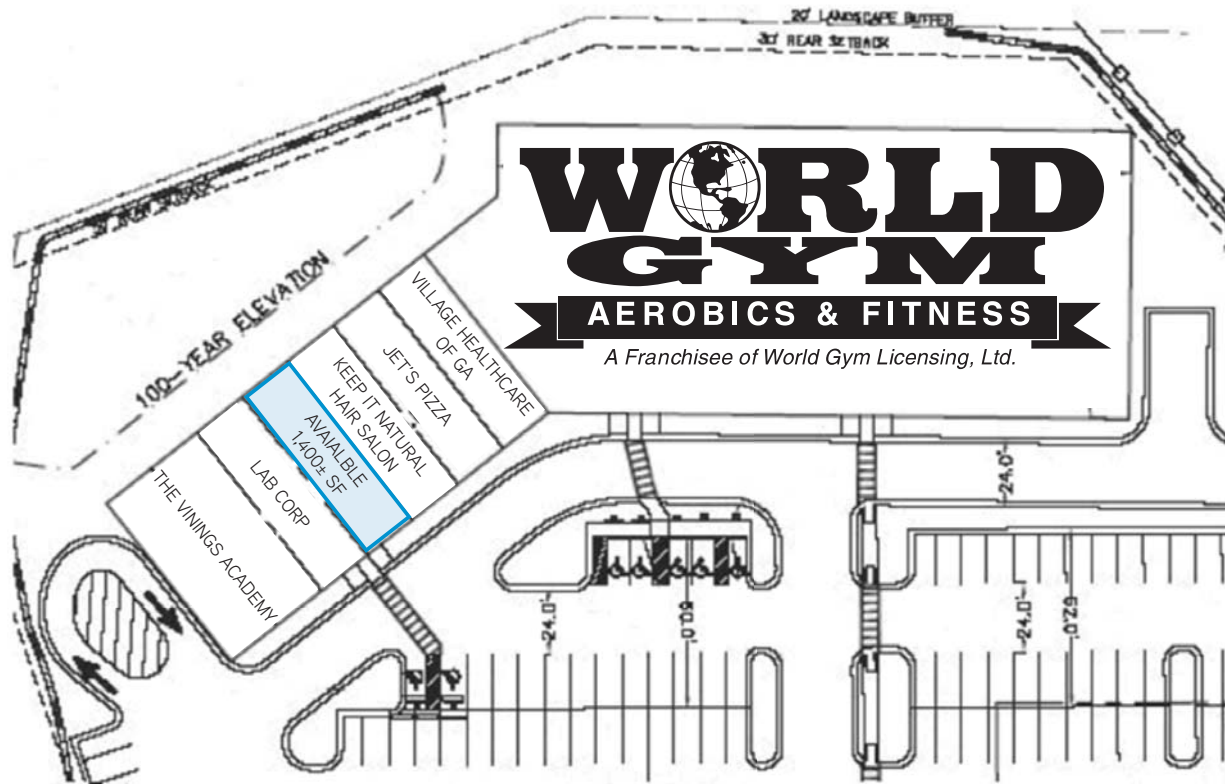 20' LANDSCAPE BUFFER
30' REAR SETBACK
WORLD
GYM
AEROBICS & FITNESS
A Franchisee of World Gym Licensing, Ltd.
100-YEAR ELEVATION
VILLAGE HEALTHCARE
OF GA
JET'S PIZZA
KEEP IT NATURAL
HAIR SALON
AVAIALBLE
1,400± SF
LAB CORP
THE VININGS ACADEMY
24.0'
24.0'
60.0'
24.0'
62.0'